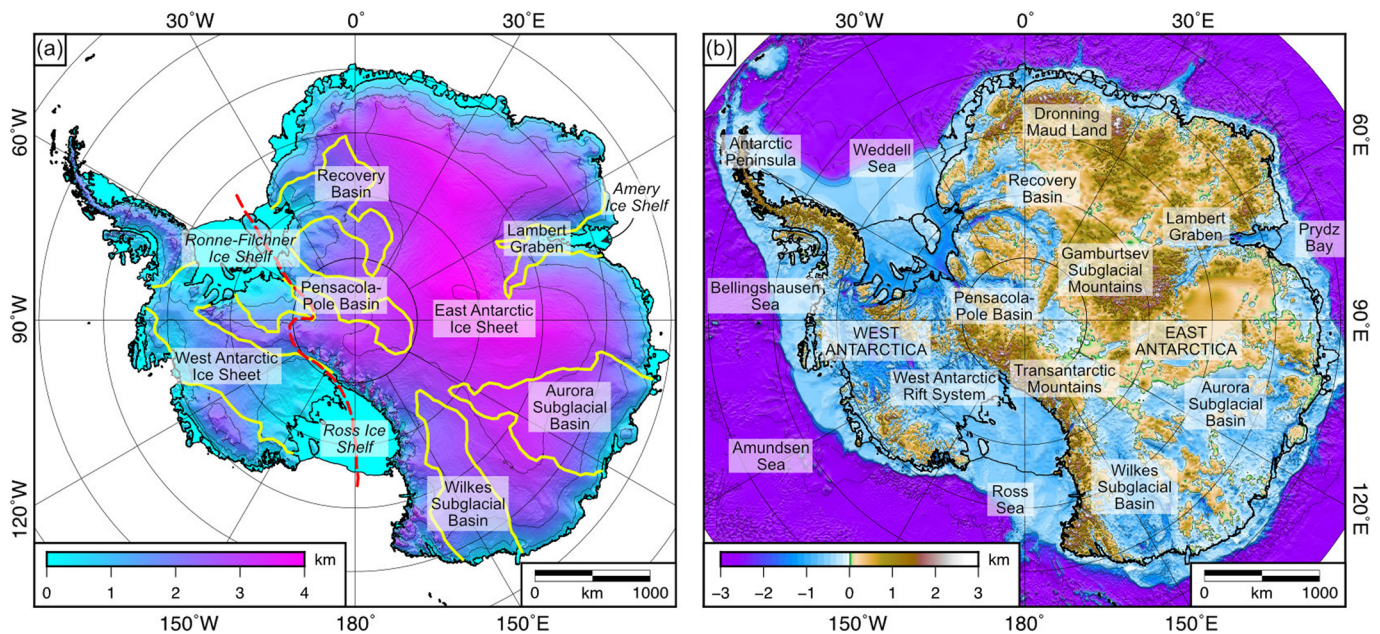 30°W 0° 30°E
30°W 0° 30°E
(a)
(b)
60°W
90°W
120°W
60°E
90°E
120°E
Recovery
Basin
Amery
Ice Shelf
Lambert
Graben
Ronne-Filchner
Ice Shelf
Pensacola-
Pole Basin
East Antarctic
Ice Sheet
West Antarctic
Ice Sheet
Aurora
Subglacial
Basin
Ross Ice
Shelf
Wilkes
Subglacial
Basin
km
0 1 2 3 4
km 1000
150°W 180° 150°E
Dronning
Maud Land
Antarctic
Peninsula
Weddell
Sea
Recovery
Basin
Lambert
Graben
Prydz
Bay
Gamburtsev
Subglacial
Mountains
Bellingshausen
Sea
Pensacola-
Pole Basin
WEST
ANTARCTICA
EAST
ANTARCTICA
Transantarctic
Mountains
West Antarctic
Rift System
Aurora
Subglacial
Basin
Amundsen
Sea
Wilkes
Subglacial
Basin
Ross
Sea
km
−3 −2 −1 0 1 2 3
0 km 1000
150°W 180° 150°E